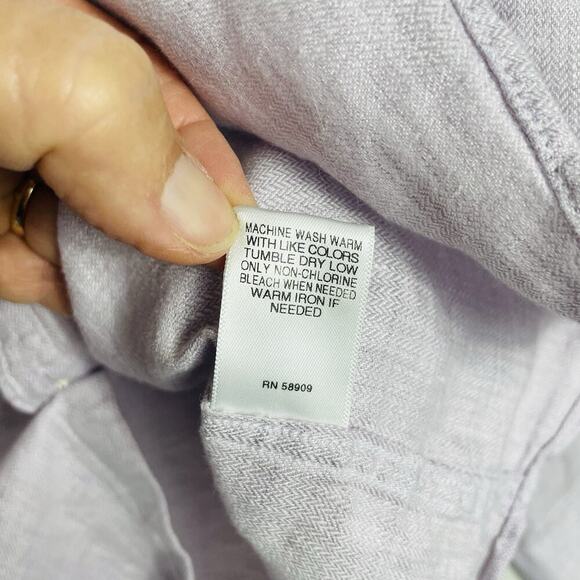 MACHINE WASH WARM
WITH LIKE COLORS
TUMBLE DRY LOW
ONLY NON-CHLORINE
BLEACH WHEN NEEDED
WARM IRON IF
NEEDED
RN 58909